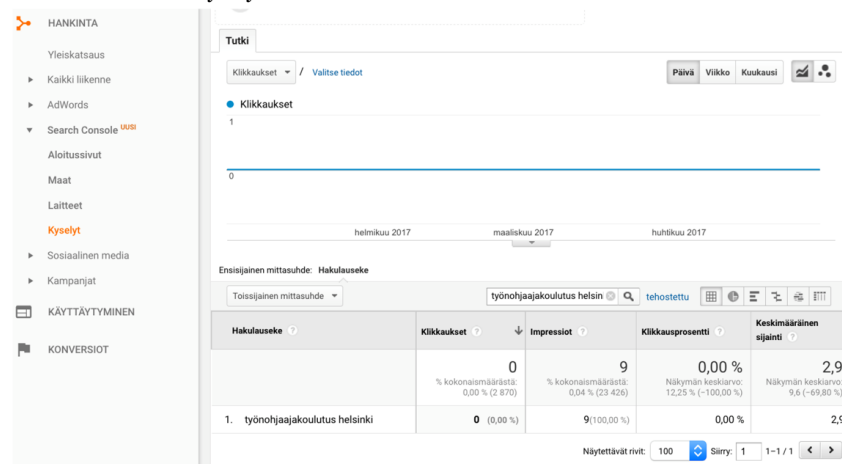 HANKINTA
Yleiskatsaus
Kaikki liikenne
AdWords
Search Console UUSI
Aloitussivut
Maat
Laitteet
Kyselyt
Sosiaalinen media
Kampanjat
KÄYTTÄYTYMINEN
KONVERSIOT
Tutki
Klikkaukset / Valitse tiedot
Päivä Viikko Kuukausi
Klikkaukset
1
0
helmikuu 2017 maaliskuu 2017 huhtikuu 2017
Ensisijainen mittasuhde: Hakulauseke
Toissijainen mittasuhde työnohjaajakoulutus helsin tehostettu
Hakulauseke ? Klikkaukset ? Impressiot ? Klikkausprosentti ? Keskimääräinen sijainti ?
0 9 0,00 % 2,9
% kokonaismäärästä: % kokonaismäärästä: Näkymän keskiarvo: Näkymän keskiarvo:
0,00 % (2 870) 0,04 % (23 426) 12,25 % (−100,00 %) 9,6 (−69,80 %)
1. työnohjaajakoulutus helsinki 0 (0,00 %) 9(100,00 %) 0,00 % 2,9
Näytettävät rivit: 100 Siirry: 1 1–1 / 1